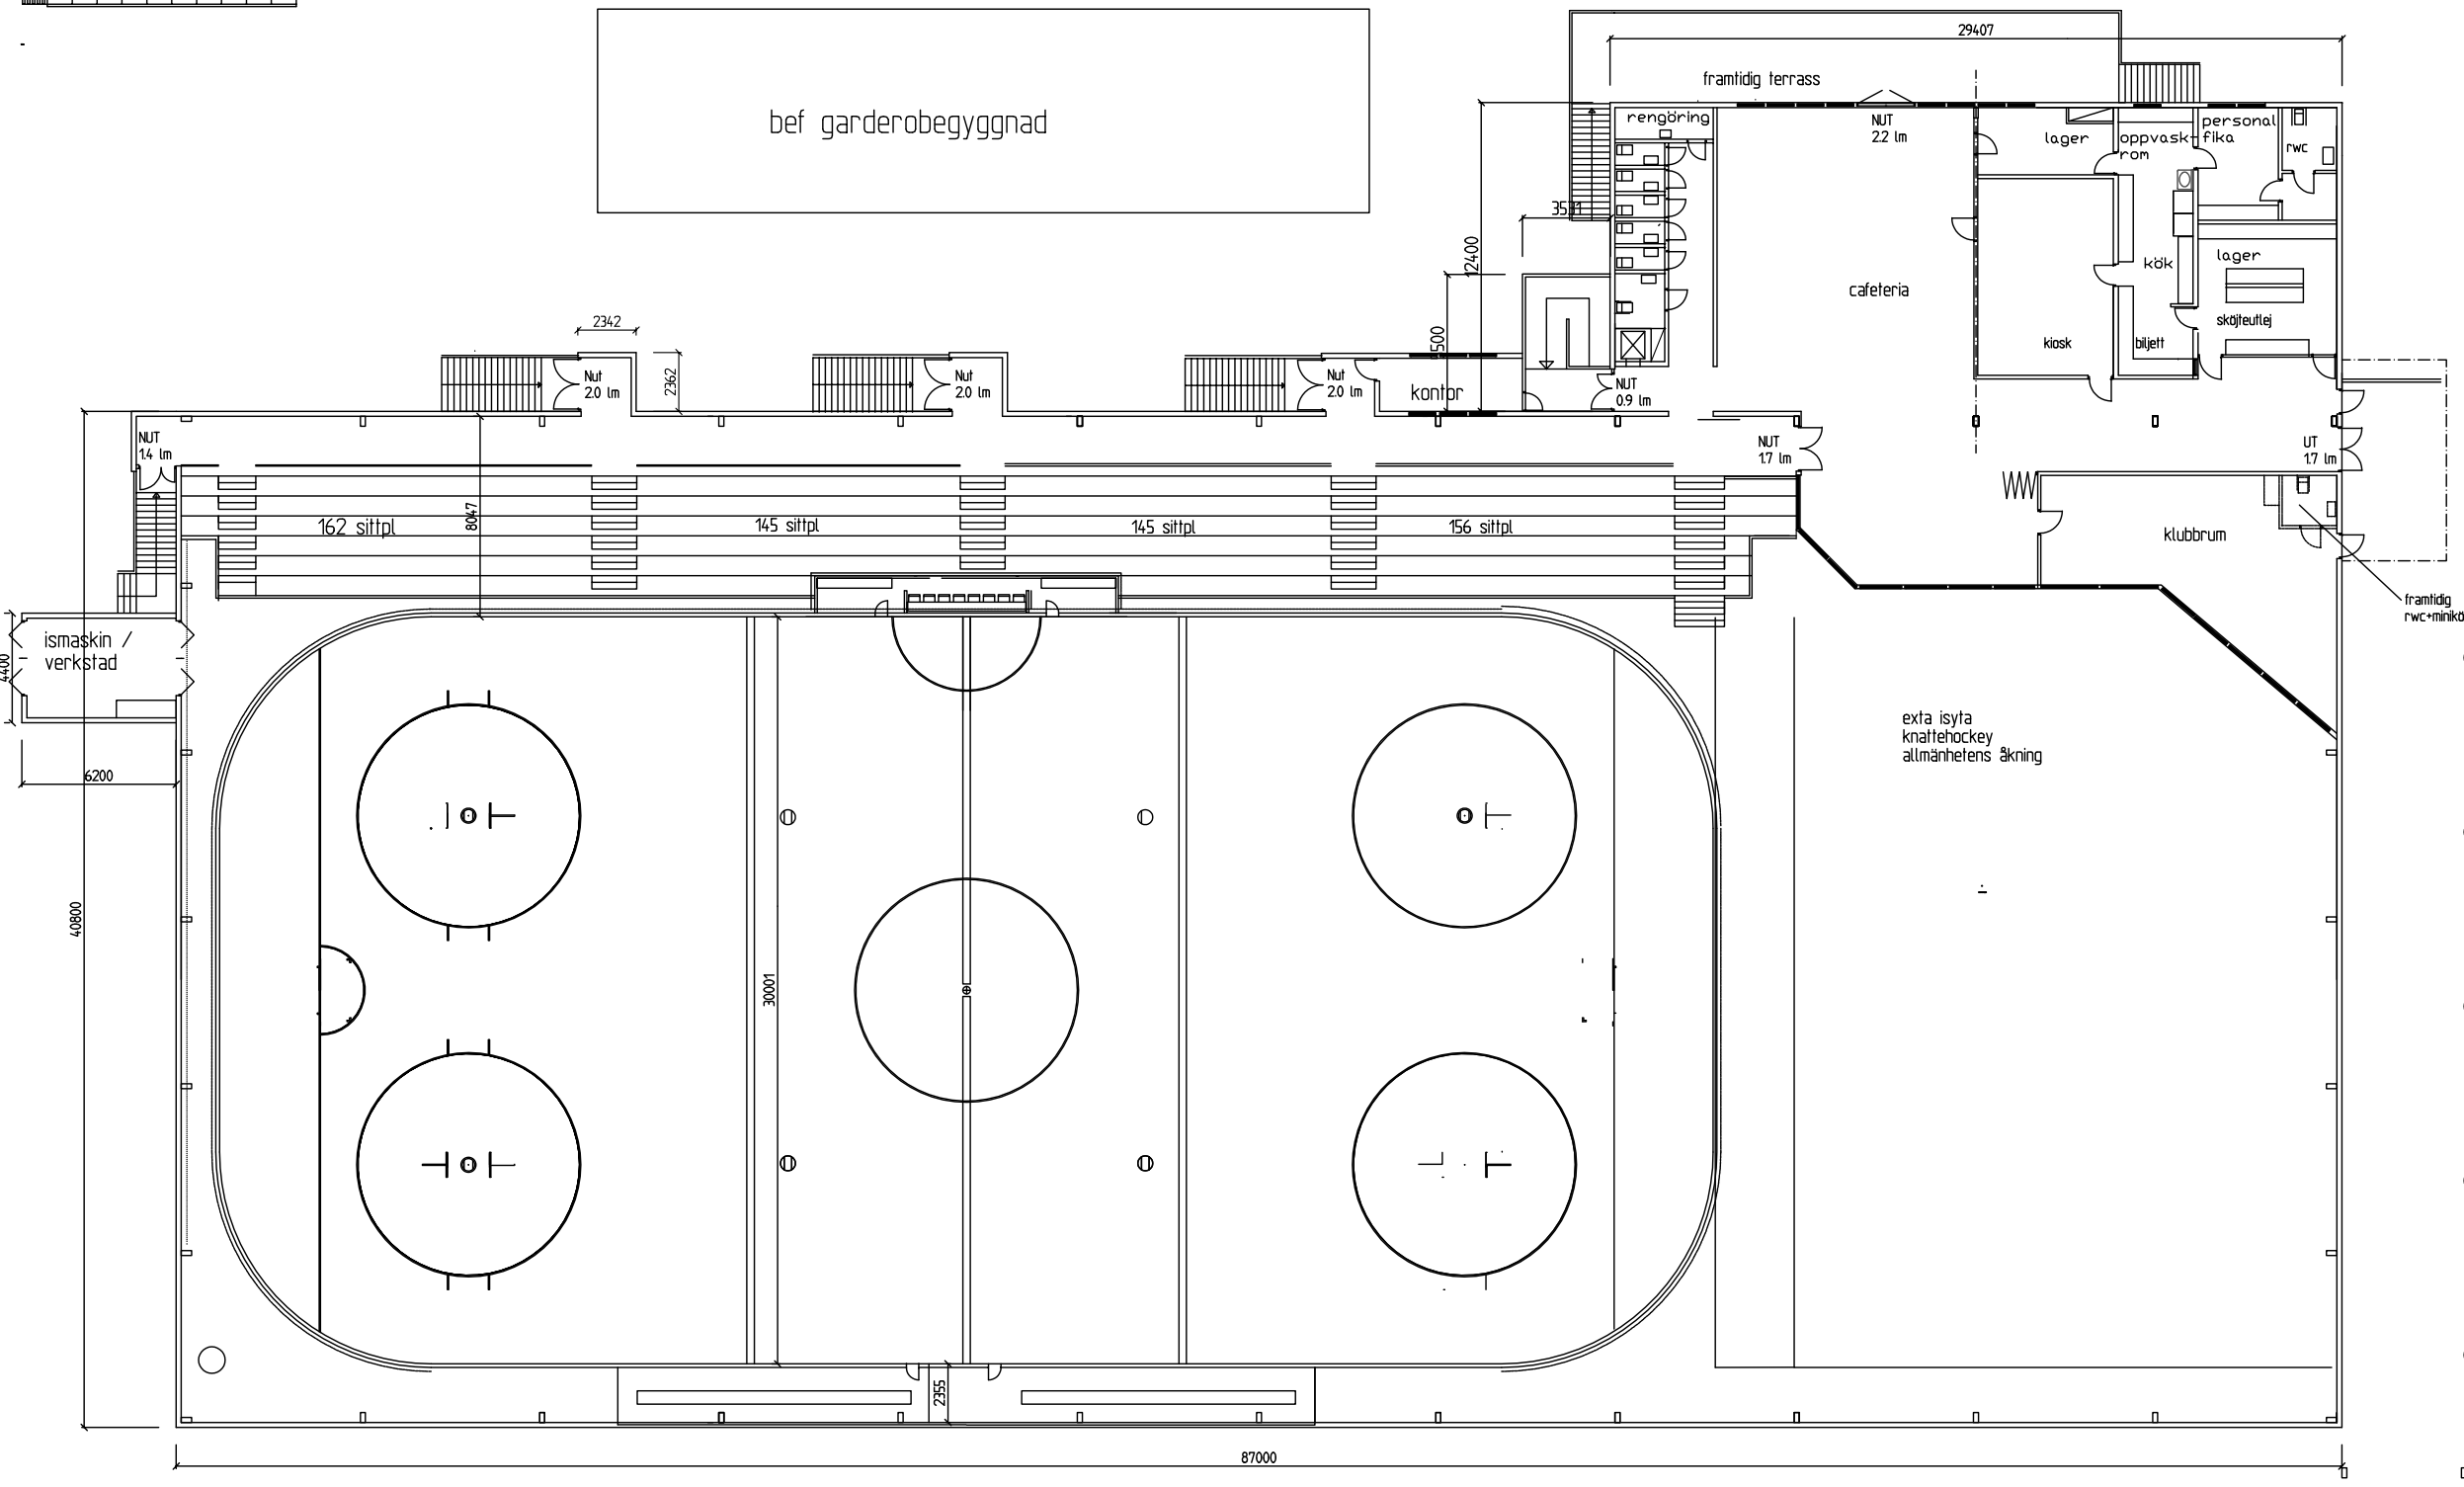 29407
framtidig terrass
bef garderobegyggnad
rengöring
NUT
2.2 lm
lager
oppvask-
rom
personal
fika
rwc
3531
12400
kök
lager
cafeteria
sköjteutlej
kiosk
biljett
2342
2362
Nut
2.0 lm
Nut
2.0 lm
Nut
2.0 lm
kontor
NUT
0.9 lm
NUT
1.4 lm
NUT
1.7 lm
UT
1.7 lm
8047
162 sittpl
145 sittpl
145 sittpl
156 sittpl
klubbrum
framtidig
rwc+minikö
ismaskin /
verkstad
4400
6200
exta isyta
knattehockey
allmänhetens åkning
40800
30001
2355
87000